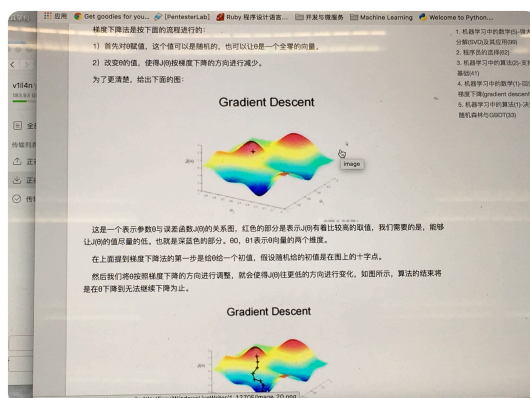 应用
Get goodies for you...
[PentesterLab]
Ruby 程序设计语言...
开发与微服务
Machine Learning
Welcome to Python....
梯度下降法是按下面的流程进行的：
1）首先对θ赋值，这个值可以是随机的，也可以让θ是一个全零的向量。
2）改变θ的值，使得J(θ)按梯度下降的方向进行减少。
为了更清楚，给出下面的图：
Gradient Descent
image
这是一个表示参数θ与误差函数J(θ)的关系图，红色的部分是表示J(θ)有着比较高的取值，我们需要的是，能够
让J(θ)的值尽量的低。也就是深蓝色的部分。θ0，θ1表示θ向量的两个维度。
在上面提到梯度下降法的第一步是给θ给一个初值，假设随机给的初值是在图上的十字点。
然后我们将θ按照梯度下降的方向进行调整，就会使得J(θ)往更低的方向进行变化，如图所示，算法的结束将
是在θ下降到无法继续下降为止。
Gradient Descent
1. 机器学习中的数学(5)-强大
分解(SVD)及其应用(99)
2. 程序员的选择(62)
3. 机器学习中的算法(2)-支持
基础(41)
4. 机器学习中的数学(1)-回归
梯度下降(gradient descent
5. 机器学习中的算法(1)-决策
随机森林与GBDT(33)
v1il4n
传输列表